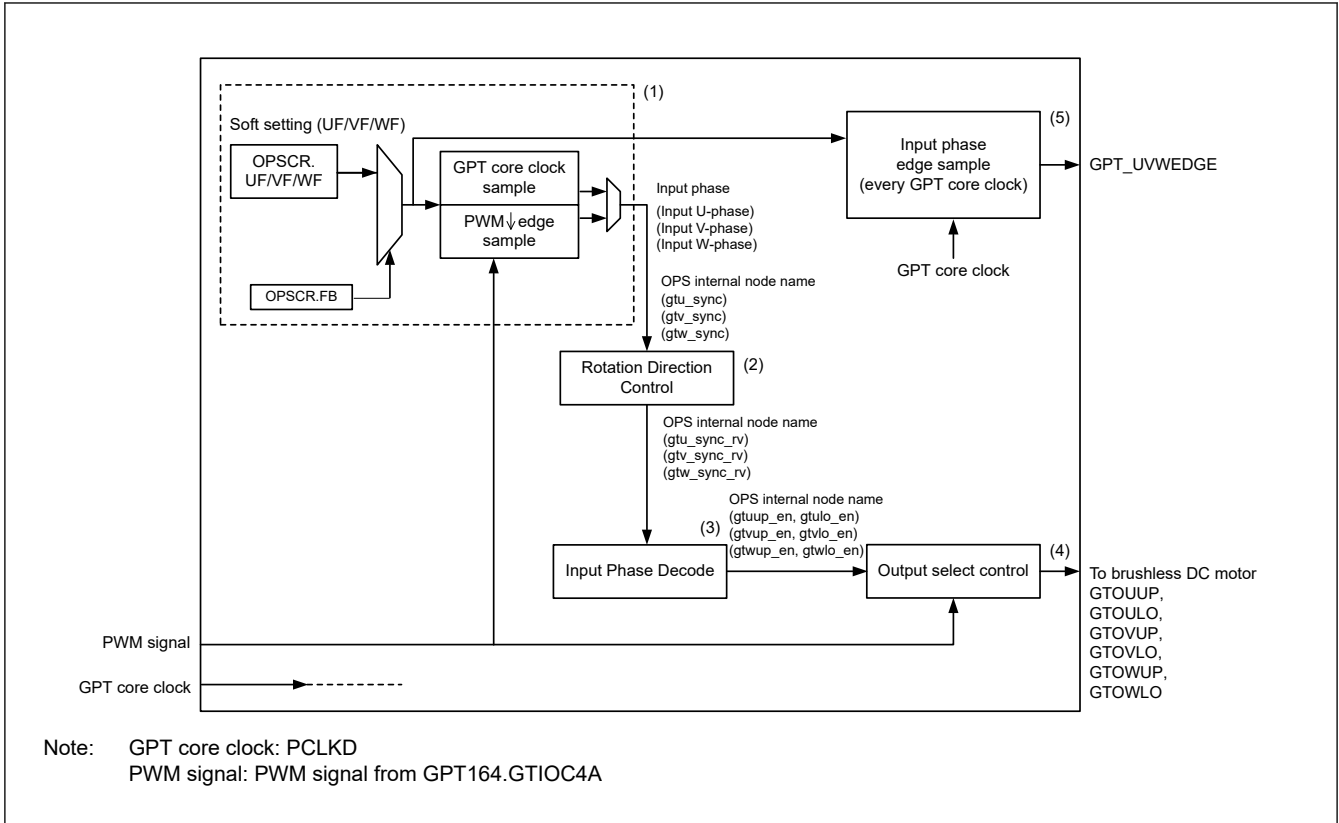 (1)
Soft setting (UF/VF/WF)
OPSCR.
UF/VF/WF
OPSCR.FB
GPT core clock
sample
PWM↓edge
sample
Input phase
(Input U-phase)
(Input V-phase)
(Input W-phase)
(5)
Input phase
edge sample
(every GPT core clock)
GPT_UVWEDGE
GPT core clock
OPS internal node name
(gtu_sync)
(gtv_sync)
(gtw_sync)
(2)
Rotation Direction
Control
OPS internal node name
(gtu_sync_rv)
(gtv_sync_rv)
(gtw_sync_rv)
OPS internal node name
(gtuup_en, gtulo_en)
(gtvup_en, gtvlo_en)
(gtwup_en, gtwlo_en)
(3)
Input Phase Decode
Output select control
(4)
To brushless DC motor
GTOUUP,
GTOULO,
GTOVUP,
GTOVLO,
GTOWUP,
GTOWLO
PWM signal
GPT core clock
Note: GPT core clock: PCLKD
PWM signal: PWM signal from GPT164.GTIOC4A